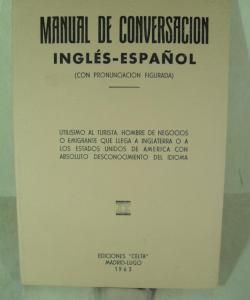 MANUAL DE CONVERSACION
INGLÉS-ESPAÑOL
(CON PRONUNCIACION FIGURADA)
UTILISIMO AL TURISTA, HOMBRE DE NEGOCIOS
O EMIGRANTE QUE LLEGA A INGLATERRA O A
LOS ESTADOS UNIDOS DE AMERICA CON
ABSOLUTO DESCONOCIMIENTO DEL IDIOMA
EDICIONES "CELTA"
MADRID-LUGO
1963